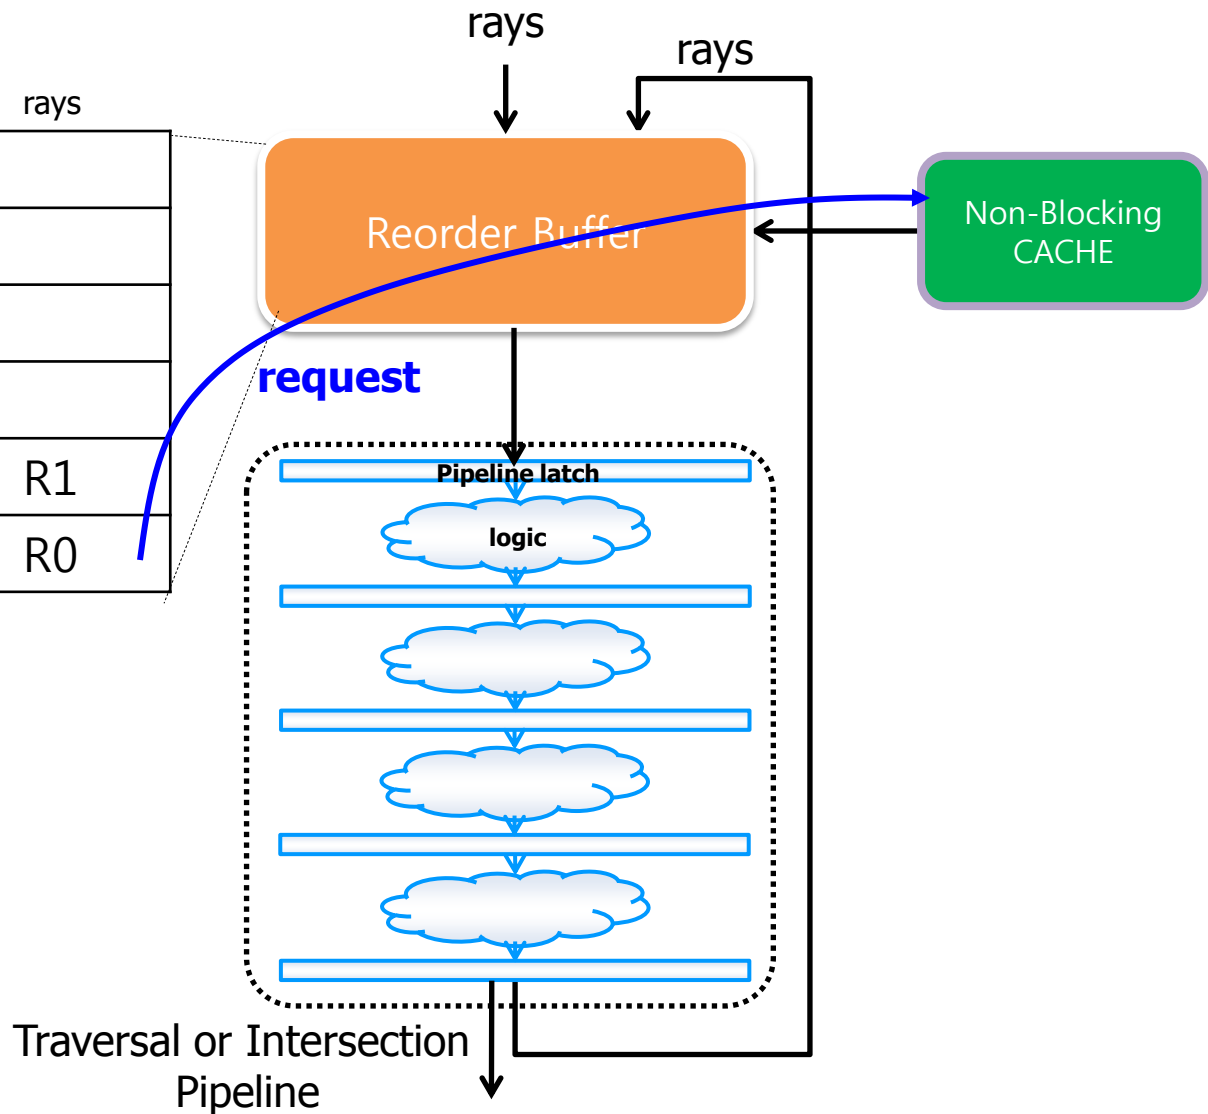 rays
rays
rays
Reorder Buffer
Non-Blocking
CACHE
request
R1
R0
Pipeline latch
logic
Traversal or Intersection
Pipeline